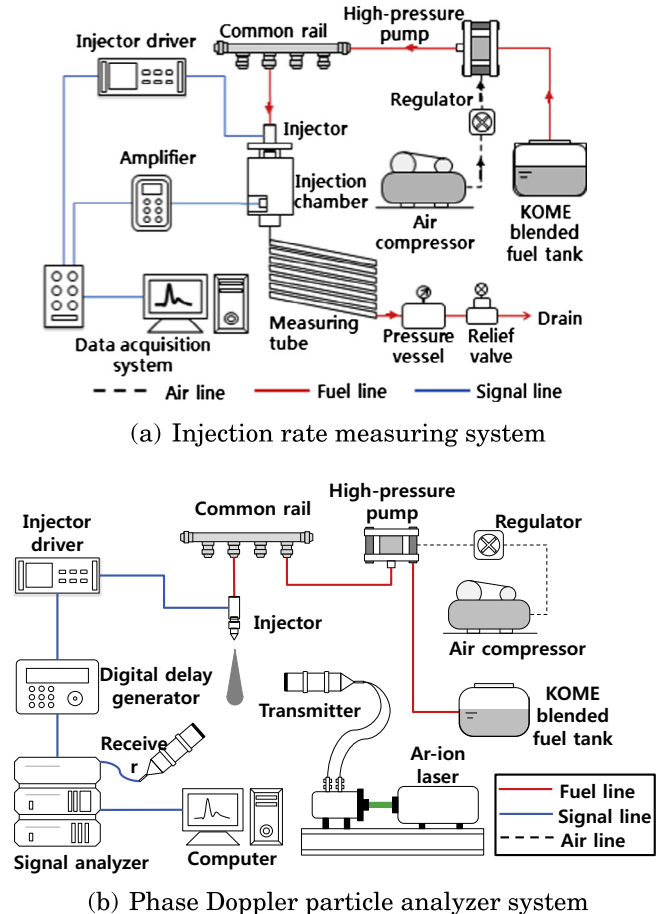 High-pressure
pump
Common rail
Injector driver
Regulator
Injector
Amplifier
Injection
chamber
Air
compressor
KOME
blended
fuel tank
Measuring
tube
Pressure
vessel
Relief
valve
Drain
Data acquisition
system
Air line
Fuel line
Signal line
(a) Injection rate measuring system
High-pressure
pump
Common rail
Injector
driver
Regulator
Injector
Air compressor
Digital delay
generator
Transmitter
KOME
blended
fuel tank
Receive
r
Ar-ion
laser
Fuel line
Signal line
Air line
Signal analyzer
Computer
(b) Phase Doppler particle analyzer system